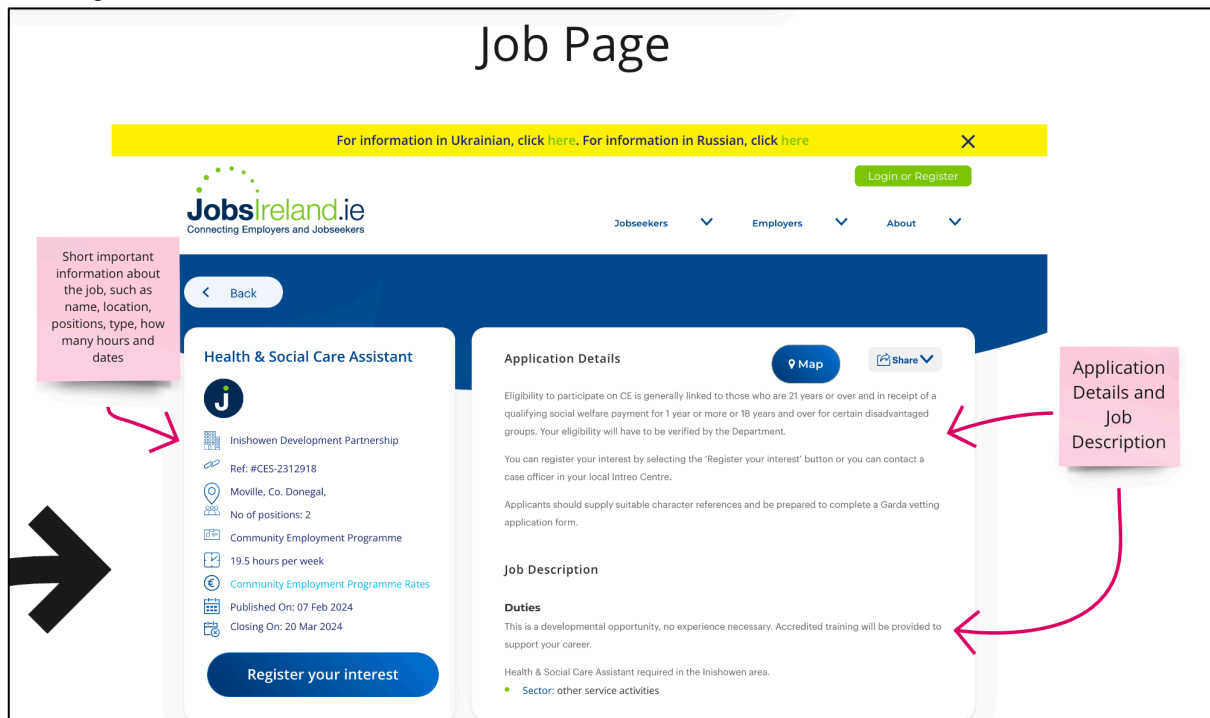 Job Page
For information in Ukrainian, click here. For information in Russian, click here
Login or Register
JobsIreland.ie
Connecting Employers and Jobseekers
Jobseekers
Employers
About
Short important
information about
the job, such as
name, location,
positions, type, how
many hours and
dates
Back
Health & Social Care Assistant
j
Inishowen Development Partnership
Ref: #CES-2312918
Moville, Co. Donegal,
No of positions: 2
Community Employment Programme
19.5 hours per week
Community Employment Programme Rates
Published On: 07 Feb 2024
Closing On: 20 Mar 2024
Register your interest
Application Details
Map
Share
Eligibility to participate on CE is generally linked to those who are 21 years or over and in receipt of a
qualifying social welfare payment for 1 year or more or 18 years and over for certain disadvantaged
groups. Your eligibility will have to be verified by the Department.
You can register your interest by selecting the 'Register your interest' button or you can contact a
case officer in your local Intreo Centre.
Applicants should supply suitable character references and be prepared to complete a Garda vetting
application form.
Job Description
Duties
This is a developmental opportunity, no experience necessary. Accredited training will be provided to
support your career.
Health & Social Care Assistant required in the Inishowen area.
Sector: other service activities
Application
Details and
Job
Description